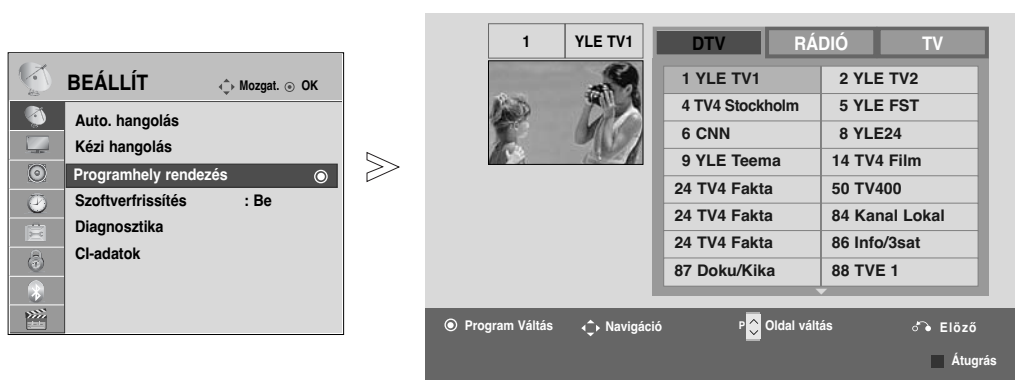 BEÁLLÍT Mozgat. OK
Auto. hangolás
Kézi hangolás
Programhely rendezés
Szoftverfrissítés : Be
Diagnosztika
CI-adatok
1 YLE TV1
DTV RÁDIÓ TV
1 YLE TV1 2 YLE TV2
4 TV4 Stockholm 5 YLE FST
6 CNN 8 YLE24
9 YLE Teema 14 TV4 Film
24 TV4 Fakta 50 TV400
24 TV4 Fakta 84 Kanal Lokal
24 TV4 Fakta 86 Info/3sat
87 Doku/Kika 88 TVE 1
Program Váltás Navigáció P Oldal váltás Elöző
Átugrás